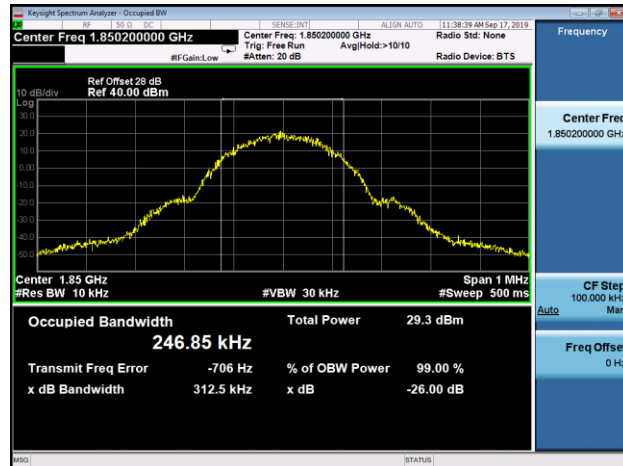 Keysight Spectrum Analyzer - Occupied BW
RF 50 Ω DC SENSE:INT ALIGN AUTO 11:38:39 AM Sep 17, 2019
Center Freq 1.850200000 GHz Center Freq: 1.850200000 GHz Radio Std: None
Trig: Free Run Avg|Hold:>10/10
#IFGain:Low #Atten: 20 dB Radio Device: BTS
Frequency
Ref Offset 28 dB
10 dB/div Ref 40.00 dBm
Log
30.0
20.0
10.0
0.00
-10.0
-20.0
-30.0
-40.0
-50.0
Center 1.85 GHz Span 1 MHz
#Res BW 10 kHz #VBW 30 kHz #Sweep 500 ms
Center Freq
1.850200000 GHz
CF Step
100.000 kHz
Auto Man
Freq Offset
0 Hz
Occupied Bandwidth Total Power 29.3 dBm
246.85 kHz
Transmit Freq Error -706 Hz % of OBW Power 99.00 %
x dB Bandwidth 312.5 kHz x dB -26.00 dB
MSG STATUS